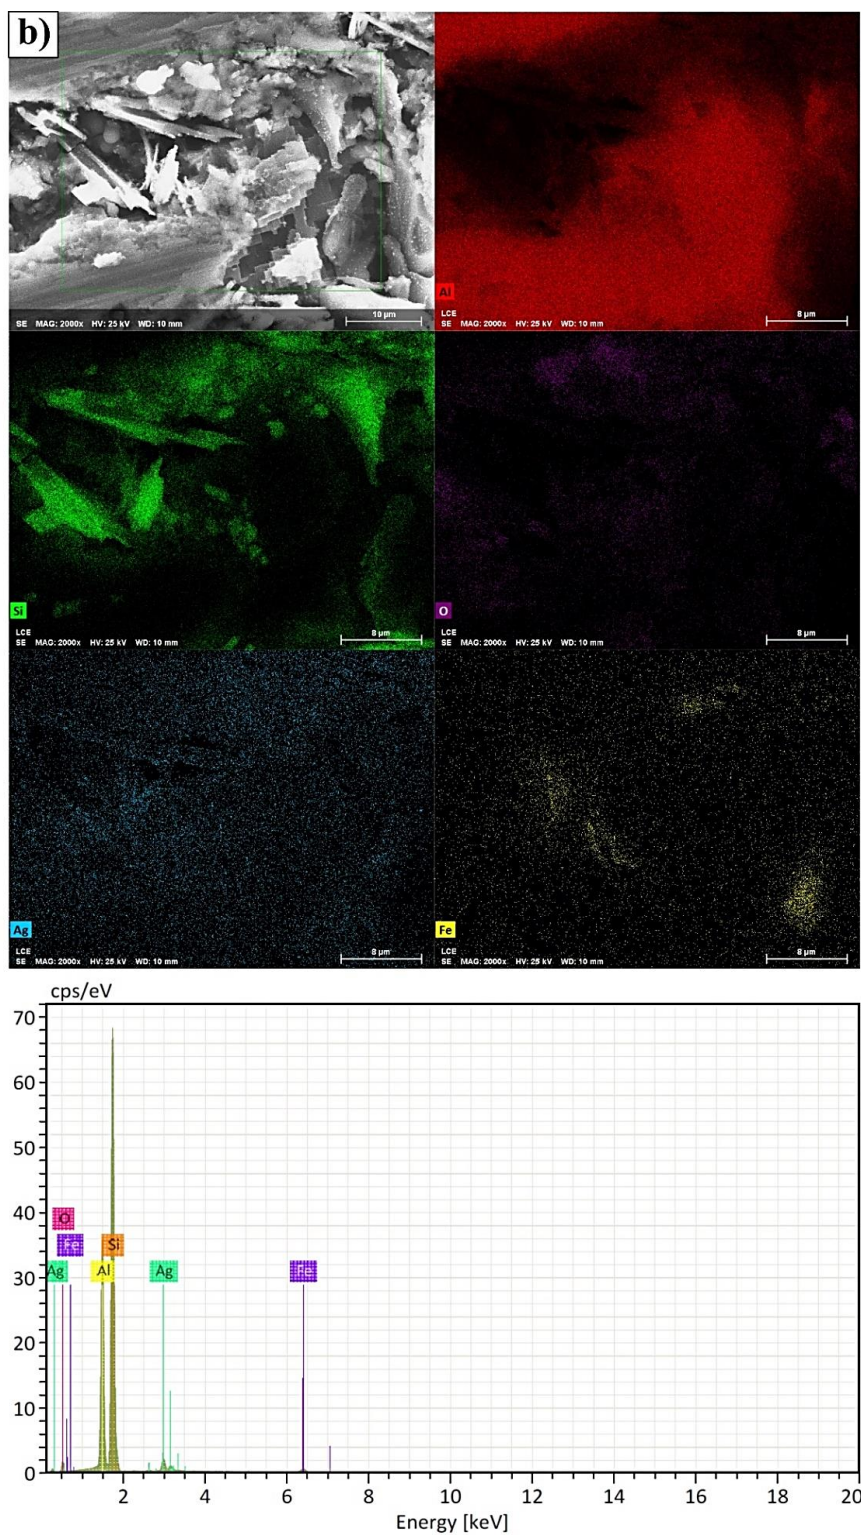 b)
SE MAG: 2000x HV: 25 kV WD: 10 mm
10 µm
Al
LCE
SE MAG: 2000x HV: 25 kV WD: 10 mm
8 µm
Si
LCE
SE MAG: 2000x HV: 25 kV WD: 10 mm
8 µm
O
LCE
SE MAG: 2000x HV: 25 kV WD: 10 mm
8 µm
Ag
LCE
SE MAG: 2000x HV: 25 kV WD: 10 mm
8 µm
Fe
LCE
SE MAG: 2000x HV: 25 kV WD: 10 mm
8 µm
cps/eV
70
60
50
40
30
20
10
0
O
Fe
Si
Ag
Al
Ag
Fe
2 4 6 8 10 12 14 16 18 20
Energy [keV]